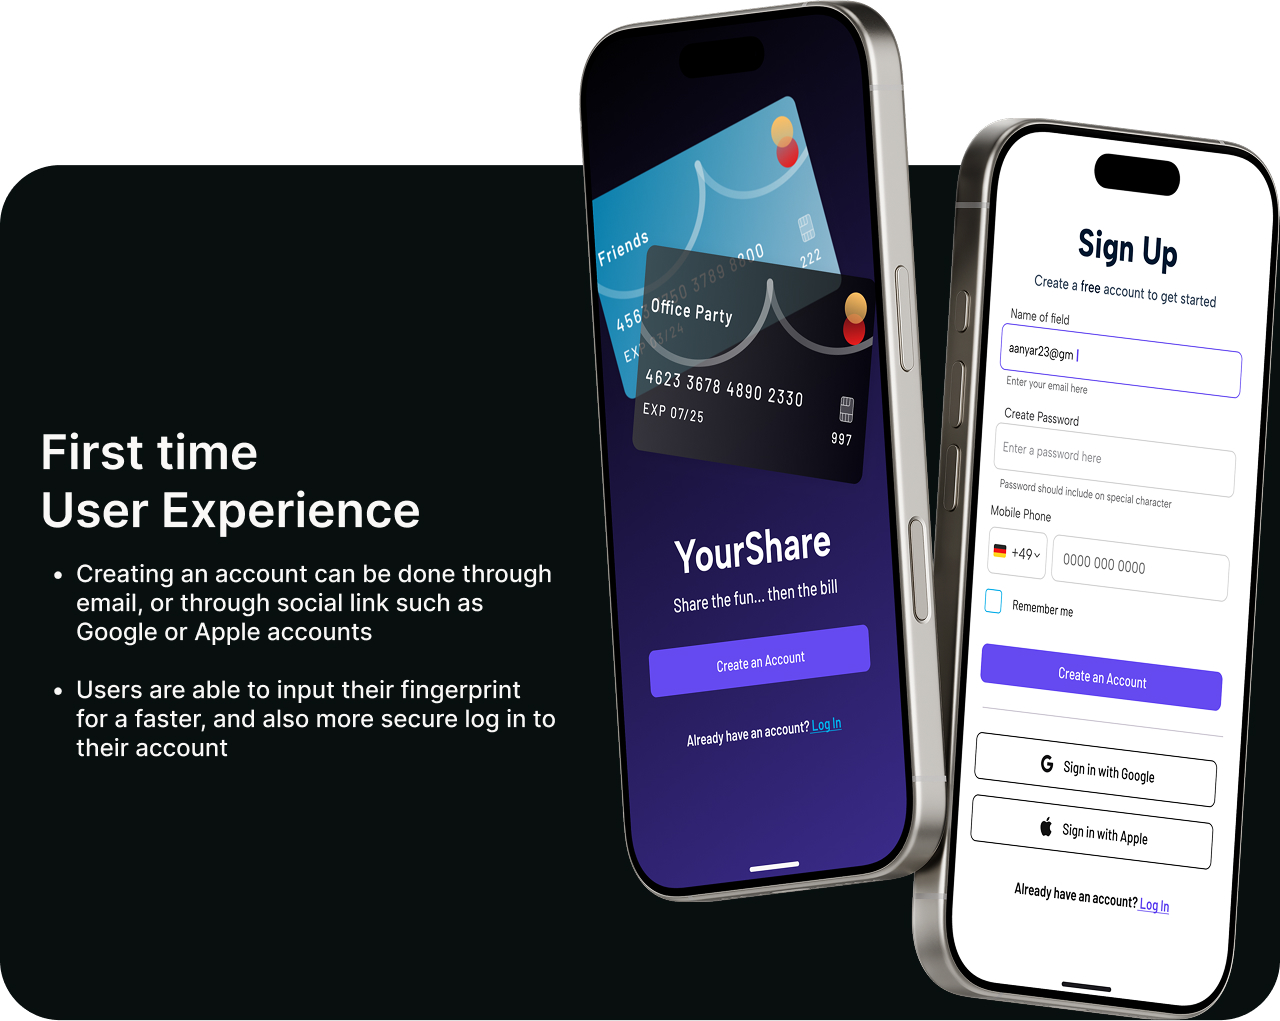 First time
User Experience
Creating an account can be done through
email, or through social link such as
Google or Apple accounts
Users are able to input their fingerprint
for a faster, and also more secure log in to
their account
Friends
456 50 3789 8800
222
EXP 03/24
Office Party
4623 3678 4890 2330
EXP 07/25
997
YourShare
Share the fun... then the bill
Create an Account
Already have an account? Log In
Sign Up
Create a free account to get started
Name of field
aanyar23@gm
Enter your email here
Create Password
Enter a password here
Password should include on special character
Mobile Phone
+49
0000 000 0000
Remember me
Create an Account
Sign in with Google
Sign in with Apple
Already have an account? Log In